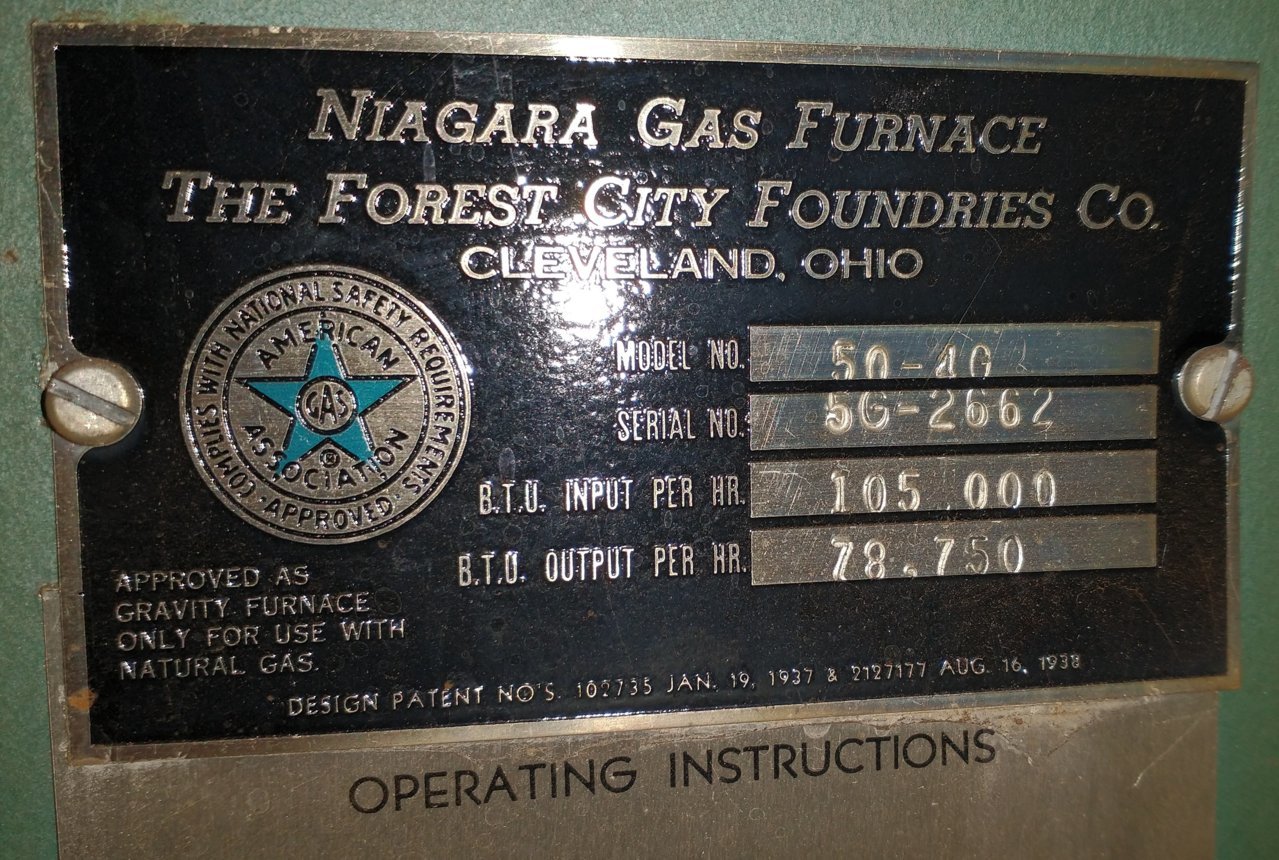 NIAGARA GAS FURNACE
THE FOREST CITY FOUNDRIES CO.
CLEVELAND, OHIO
COMPLIES WITH NATIONAL SAFETY REQUIREMENTS · APPROVED ·
AMERICAN
GAS
ASSOCIATION
®
MODEL NO. 50-4G
SERIAL NO. 5G-2662
B.T.U. INPUT PER HR. 105,000
B.T.U. OUTPUT PER HR. 78,750
APPROVED AS
GRAVITY FURNACE
ONLY FOR USE WITH
NATURAL GAS.
DESIGN PATENT NO'S. 102735 JAN. 19, 1937 & 2127177 AUG. 16, 1938
OPERATING INSTRUCTIONS